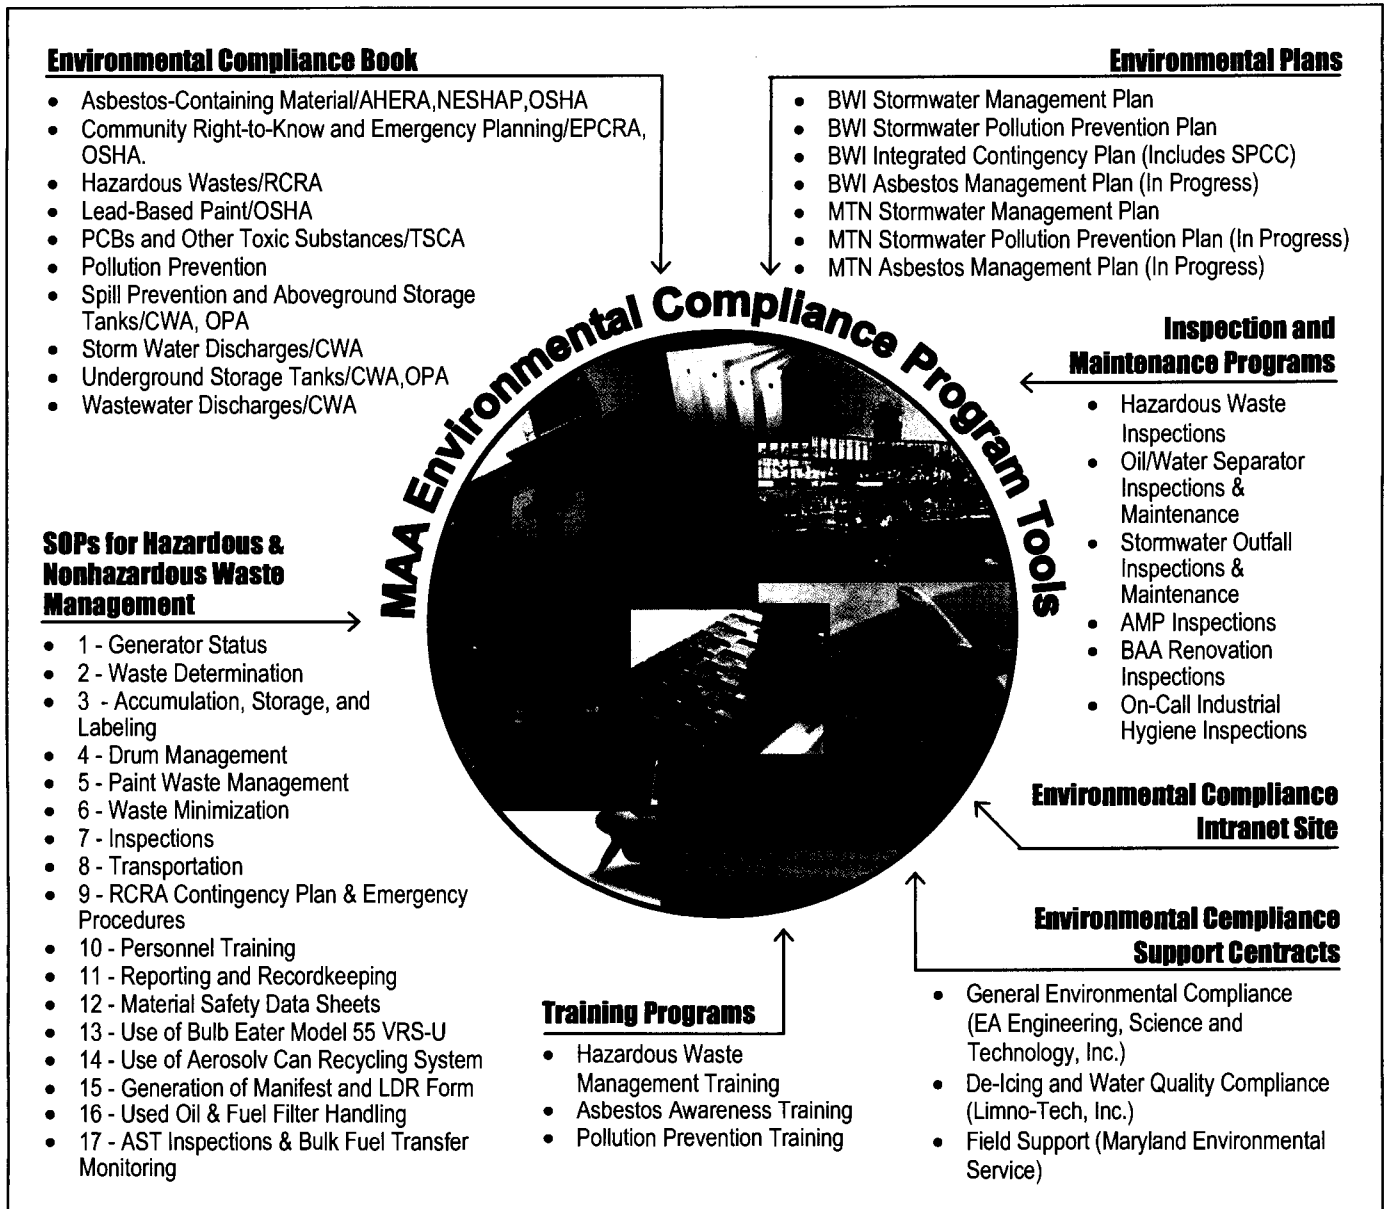 Environmental Compliance Book
• Asbestos-Containing Material/AHERA,NESHAP,OSHA
• Community Right-to-Know and Emergency Planning/EPCRA,
OSHA.
• Hazardous Wastes/RCRA
• Lead-Based Paint/OSHA
• PCBs and Other Toxic Substances/TSCA
• Pollution Prevention
• Spill Prevention and Aboveground Storage
Tanks/CWA, OPA
• Storm Water Discharges/CWA
• Underground Storage Tanks/CWA,OPA
• Wastewater Discharges/CWA
Environmental Plans
• BWI Stormwater Management Plan
• BWI Stormwater Pollution Prevention Plan
• BWI Integrated Contingency Plan (Includes SPCC)
• BWI Asbestos Management Plan (In Progress)
• MTN Stormwater Management Plan
• MTN Stormwater Pollution Prevention Plan (In Progress)
• MTN Asbestos Management Plan (In Progress)
MAA Environmental Compliance Program Tools
Inspection and
Maintenance Programs
• Hazardous Waste
Inspections
• Oil/Water Separator
Inspections &
Maintenance
• Stormwater Outfall
Inspections &
Maintenance
• AMP Inspections
• BAA Renovation
Inspections
• On-Call Industrial
Hygiene Inspections
SOPs for Hazardous &
Nonhazardous Waste
Management
• 1 - Generator Status
• 2 - Waste Determination
• 3 - Accumulation, Storage, and
Labeling
• 4 - Drum Management
• 5 - Paint Waste Management
• 6 - Waste Minimization
• 7 - Inspections
• 8 - Transportation
• 9 - RCRA Contingency Plan & Emergency
Procedures
• 10 - Personnel Training
• 11 - Reporting and Recordkeeping
• 12 - Material Safety Data Sheets
• 13 - Use of Bulb Eater Model 55 VRS-U
• 14 - Use of Aerosolv Can Recycling System
• 15 - Generation of Manifest and LDR Form
• 16 - Used Oil & Fuel Filter Handling
• 17 - AST Inspections & Bulk Fuel Transfer
Monitoring
Environmental Compliance
Intranet Site
Training Programs
• Hazardous Waste
Management Training
• Asbestos Awareness Training
• Pollution Prevention Training
Environmental Cempliance
Support Centracts
• General Environmental Compliance
(EA Engineering, Science and
Technology, Inc.)
• De-Icing and Water Quality Compliance
(Limno-Tech, Inc.)
• Field Support (Maryland Environmental
Service)